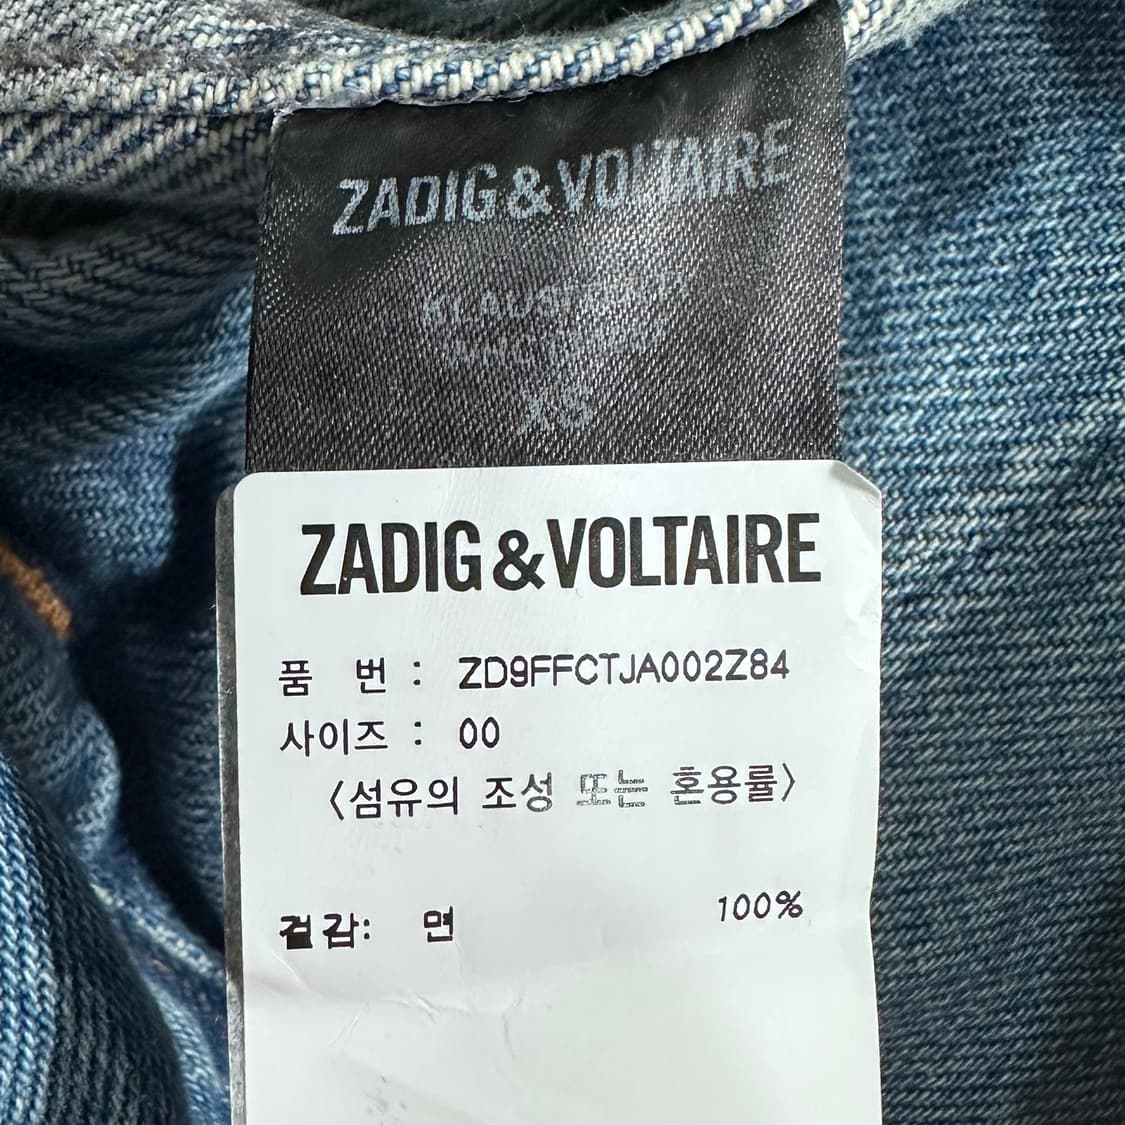 ZADIG&VOLTAIRE
XS
ZADIG&VOLTAIRE
품 번 : ZD9FFCTJA002Z84
사이즈 : 00
〈섬유의 조성 또는 혼용률〉
겉감: 면 100%